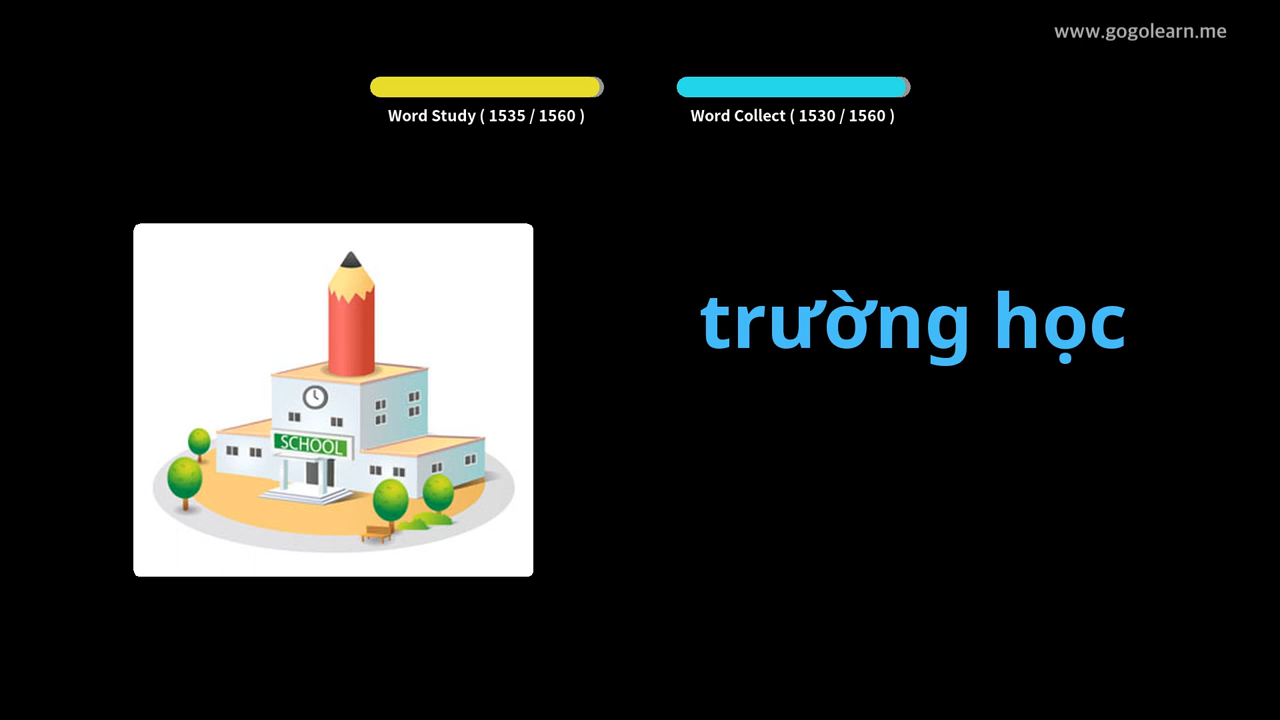 www.gogolearn.me
Word Study ( 1535 / 1560 )
Word Collect ( 1530 / 1560 )
trường học
SCHOOL